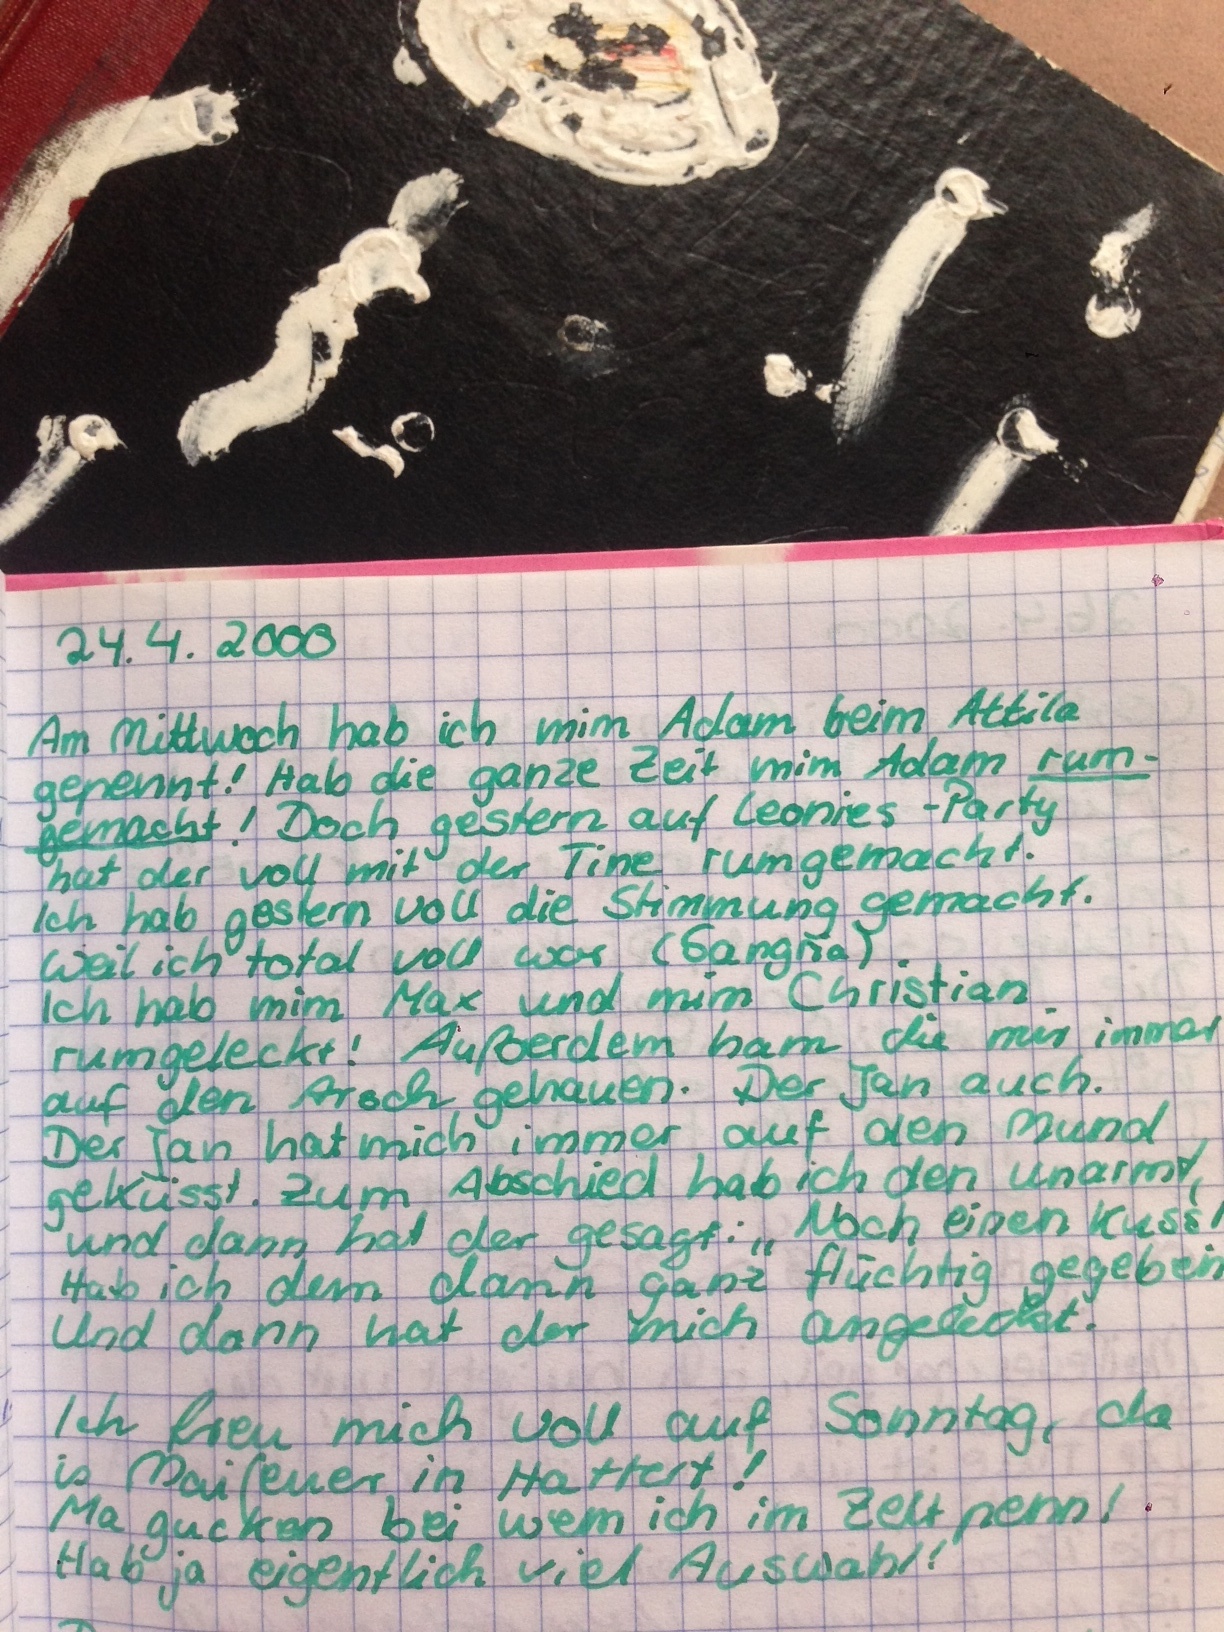 24.4.2000
Am Mittwoch hab ich mim Adam beim Attila
gepennt! Hab die ganze Zeit mim Adam rum-
gemacht! Doch gestern auf Leonies-Party
hat der voll mit der Tine rumgemacht.
Ich hab gestern voll die Stimmung gemacht.
Weil ich total voll war (Sangria).
Ich hab mim Max und mim Christian
rumgeleckt! Außerdem ham die mir immer
auf den Arsch gehauen. Der Jan auch.
Der Jan hat mich immer auf den Mund
geküsst. Zum Abschied hab ich den unarmt,
und dann hat der gesagt: „Noch einen Kuss!
Hab ich dem dann ganz flüchtig gegeben
Und dann hat der mich angeleckt.
Ich freu mich voll auf Sonntag, da
is Maifeuer in Hattert!
Ma gucken bei wem ich im Zelt penn!
Hab ja eigentlich viel Auswahl!